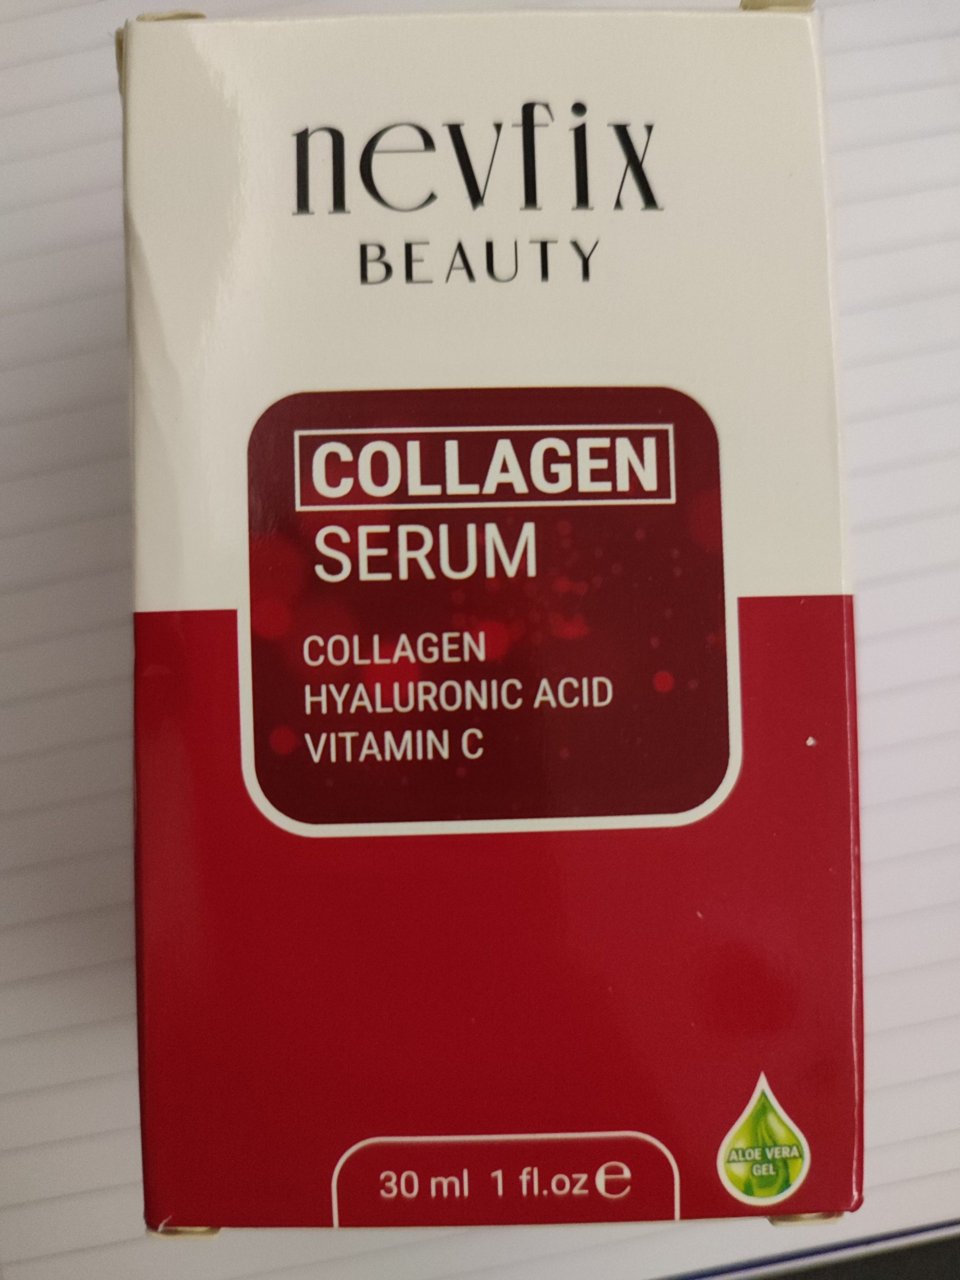 nevfix
BEAUTY
COLLAGEN
SERUM
COLLAGEN
HYALURONIC ACID
VITAMIN C
ALOE VERA
GEL
30 ml 1 fl.oz ℮